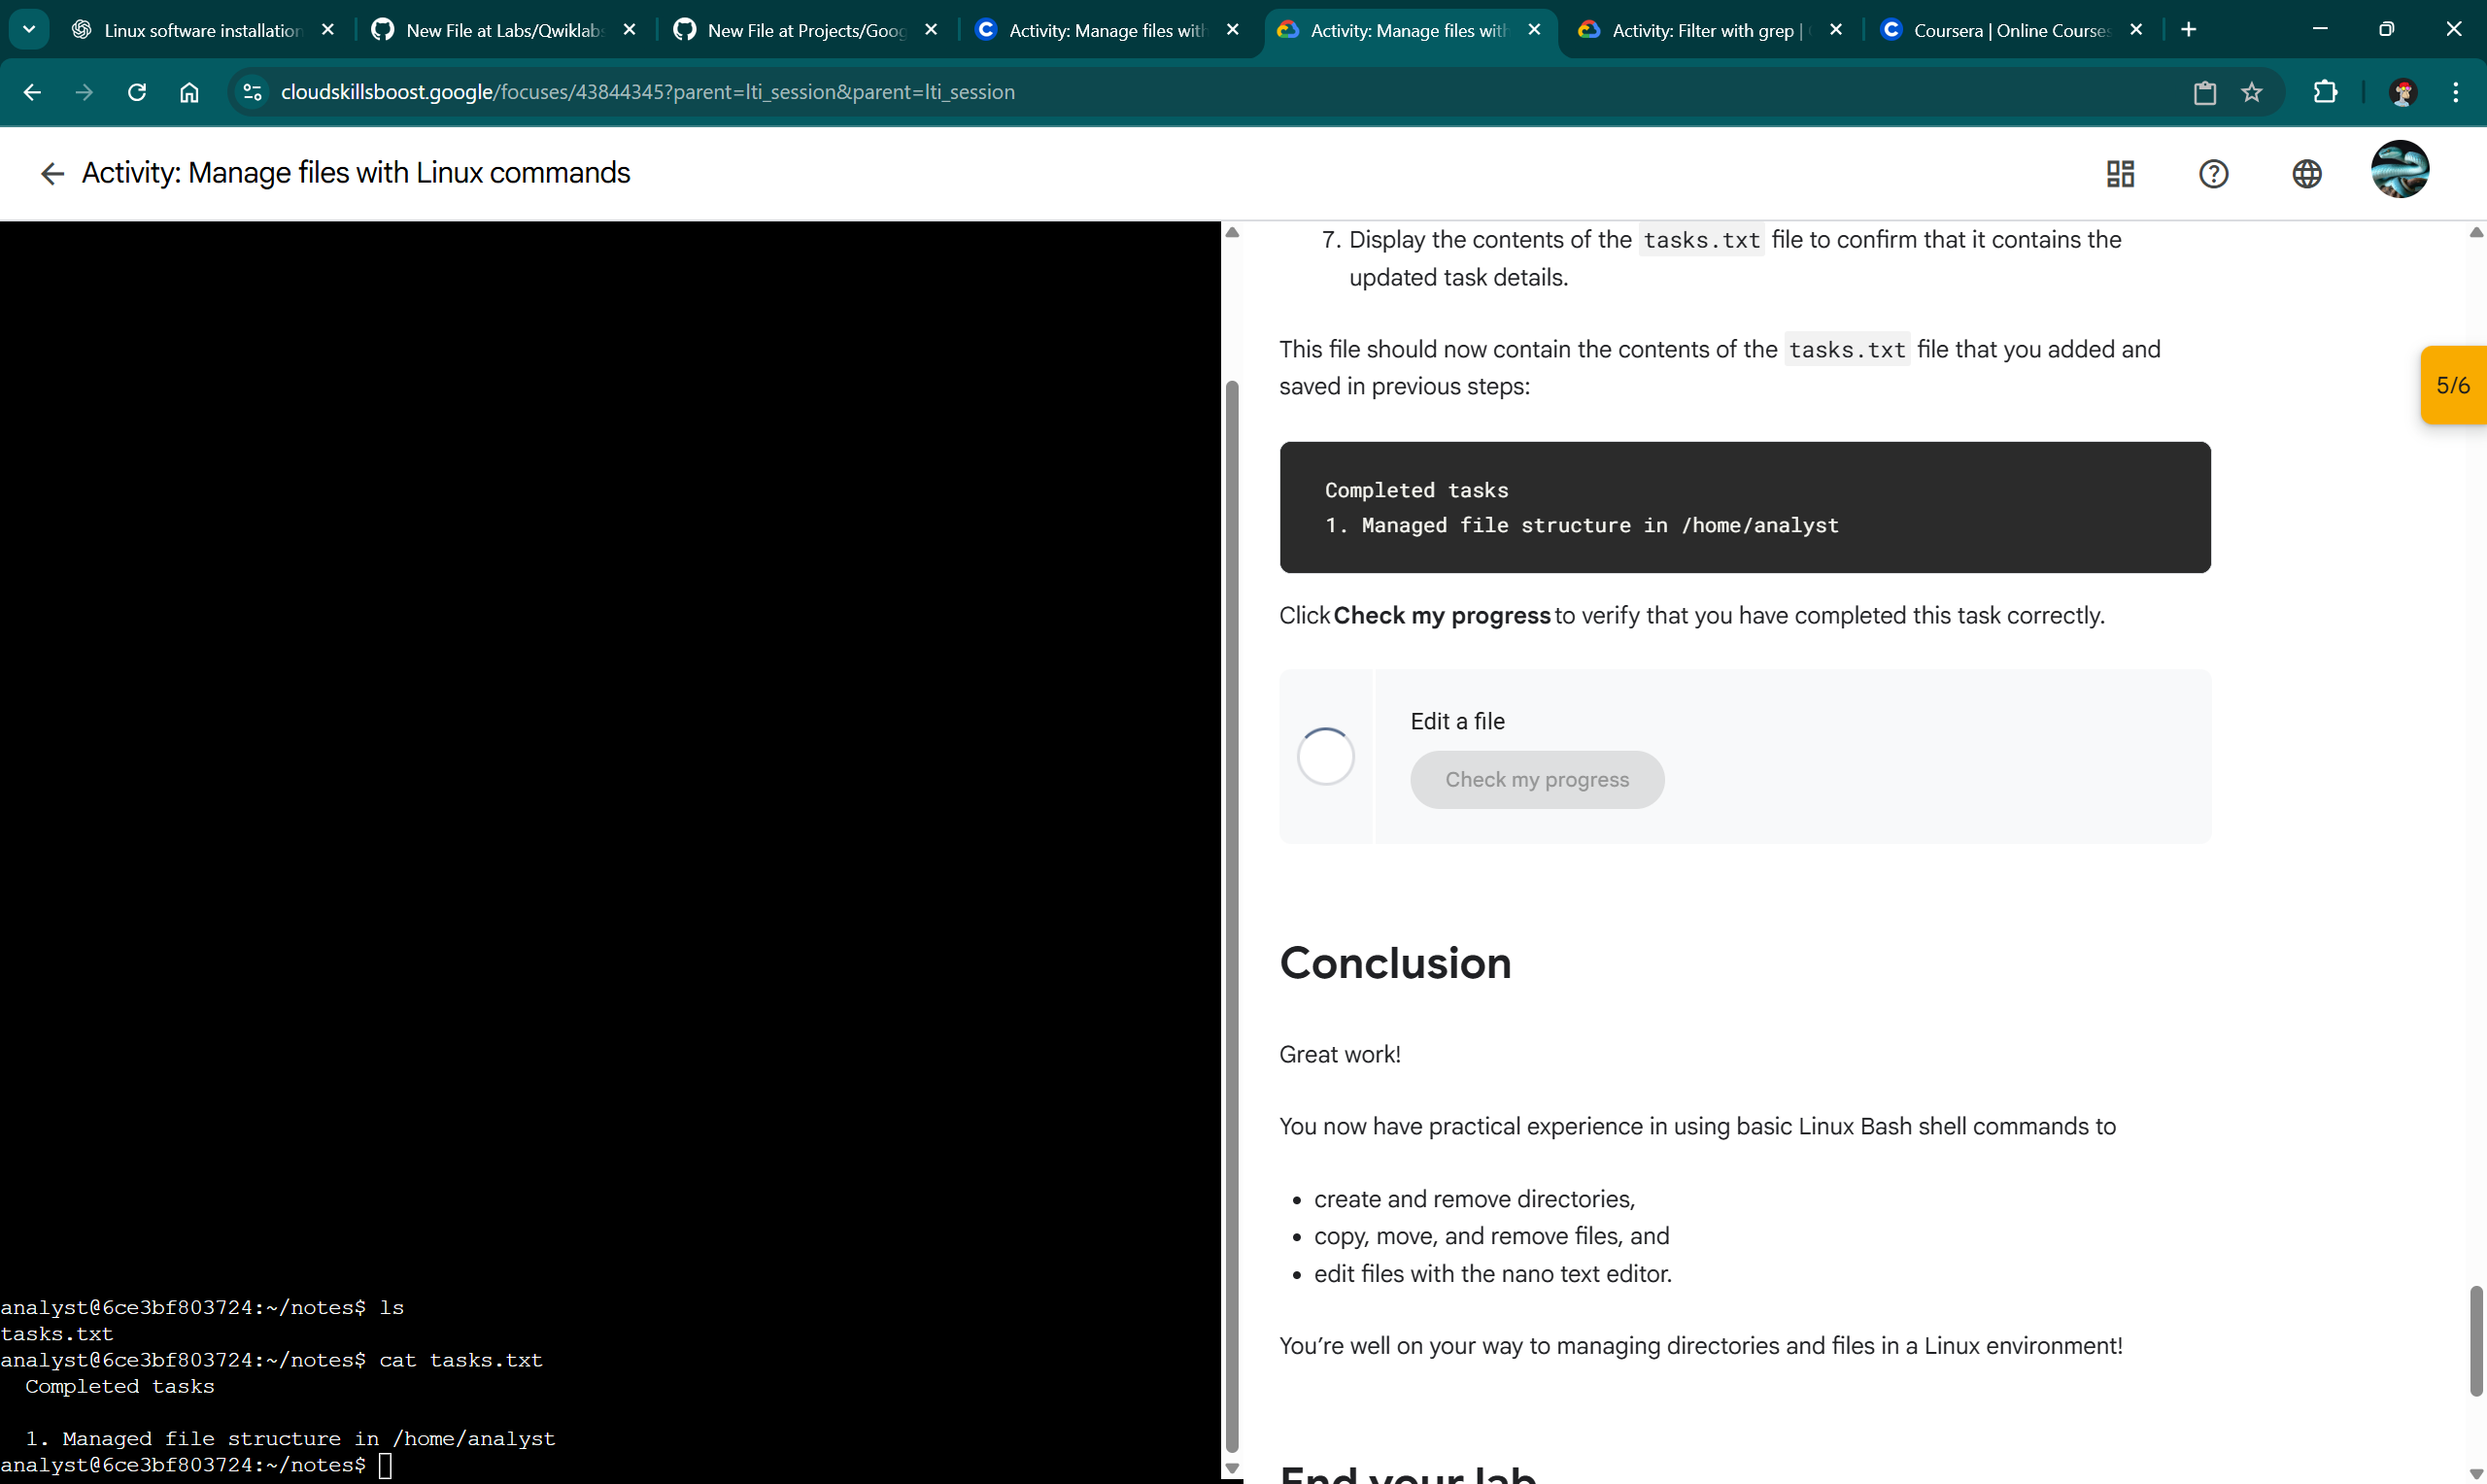 Linux software installation
New File at Labs/Qwiklabs
New File at Projects/Goog
Activity: Manage files with
Activity: Manage files with
Activity: Filter with grep |
Coursera | Online Courses
cloudskillsboost.google/focuses/43844345?parent=lti_session&parent=lti_session
Activity: Manage files with Linux commands
7. Display the contents of the tasks.txt file to confirm that it contains the
updated task details.
This file should now contain the contents of the tasks.txt file that you added and
saved in previous steps:
5/6
Completed tasks
1. Managed file structure in /home/analyst
Click Check my progress to verify that you have completed this task correctly.
Edit a file
Check my progress
Conclusion
Great work!
You now have practical experience in using basic Linux Bash shell commands to
• create and remove directories,
• copy, move, and remove files, and
• edit files with the nano text editor.
You’re well on your way to managing directories and files in a Linux environment!
End your lab
analyst@6ce3bf803724:~/notes$ ls
tasks.txt
analyst@6ce3bf803724:~/notes$ cat tasks.txt
Completed tasks
1. Managed file structure in /home/analyst
analyst@6ce3bf803724:~/notes$